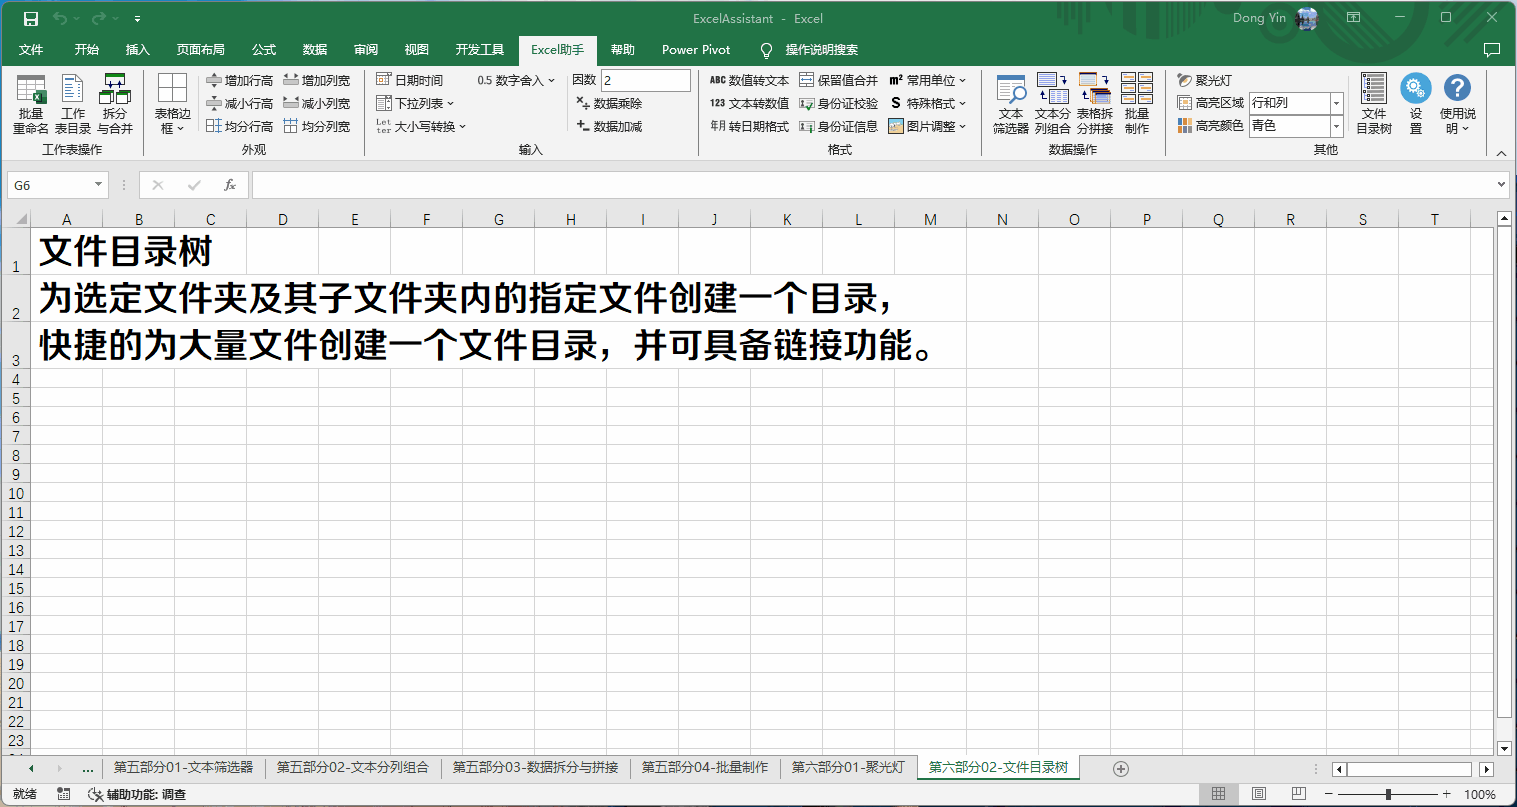 ExcelAssistant - Excel
Dong Yin
文件 开始 插入 页面布局 公式 数据 审阅 视图 开发工具 Excel助手 帮助 Power Pivot 操作说明搜索
批量重命名
工作表目录
拆分与合并
工作表操作
表格边框
增加行高 增加列宽
减小行高 减小列宽
均分行高 均分列宽
外观
日期时间 0.5 数字舍入 因数 2
下拉列表 数据乘除
Letter 大小写转换 数据加减
输入
ABC 数值转文本 保留值合并 m² 常用单位
123 文本转数值 身份证校验 S 特殊格式
年月 转日期格式 身份证信息 图片调整
格式
文本筛选器
文本分列组合
表格拆分拼接
批量制作
数据操作
聚光灯
高亮区域 行和列
高亮颜色 青色
文件目录树
设置
使用说明
其他
G6
fx
A B C D E F G H I J K L M N O P Q R S T
1 文件目录树
2 为选定文件夹及其子文件夹内的指定文件创建一个目录，
3 快捷的为大量文件创建一个文件目录，并可具备链接功能。
4
5
6
7
8
9
10
11
12
13
14
15
16
17
18
19
20
21
22
23
... 第五部分01-文本筛选器 第五部分02-文本分列组合 第五部分03-数据拆分与拼接 第五部分04-批量制作 第六部分01-聚光灯 第六部分02-文件目录树
就绪 辅助功能: 调查 100%